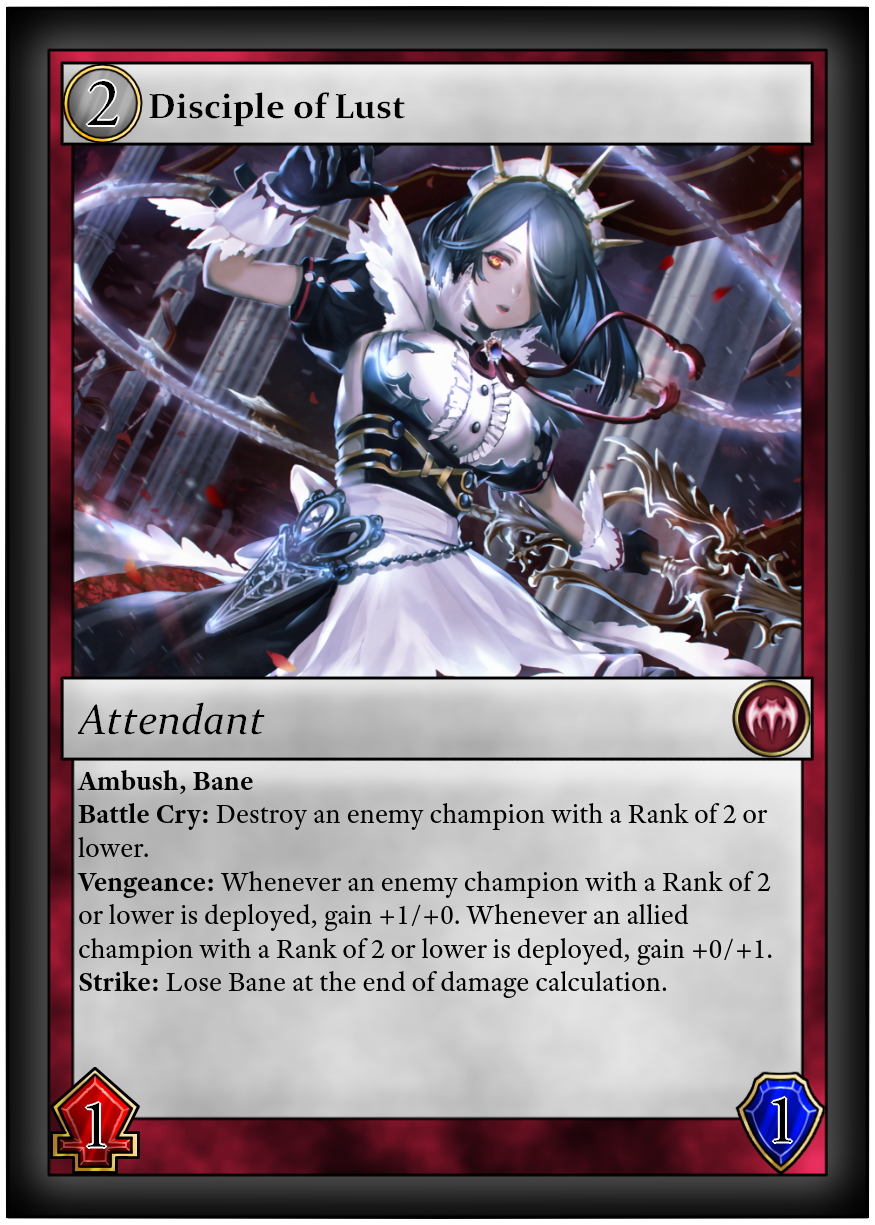 2 Disciple of Lust
Attendant
Ambush, Bane
Battle Cry: Destroy an enemy champion with a Rank of 2 or
lower.
Vengeance: Whenever an enemy champion with a Rank of 2
or lower is deployed, gain +1/+0. Whenever an allied
champion with a Rank of 2 or lower is deployed, gain +0/+1.
Strike: Lose Bane at the end of damage calculation.
1 1